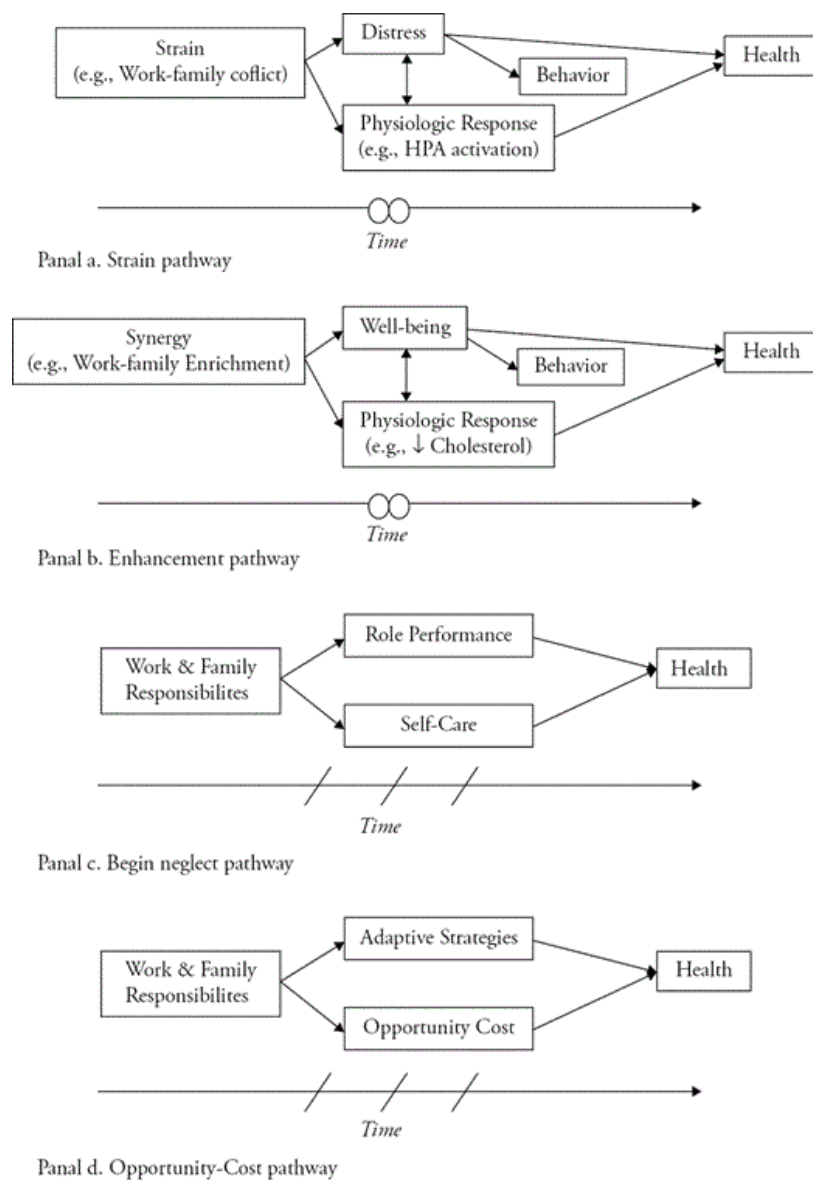 Strain
(e.g., Work-family coflict)
Distress
Behavior
Health
Physiologic Response
(e.g., HPA activation)
Time
Panal a. Strain pathway
Synergy
(e.g., Work-family Enrichment)
Well-being
Behavior
Health
Physiologic Response
(e.g., ↓ Cholesterol)
Time
Panal b. Enhancement pathway
Work & Family
Responsibilites
Role Performance
Health
Self-Care
Time
Panal c. Begin neglect pathway
Work & Family
Responsibilites
Adaptive Strategies
Health
Opportunity Cost
Time
Panal d. Opportunity-Cost pathway